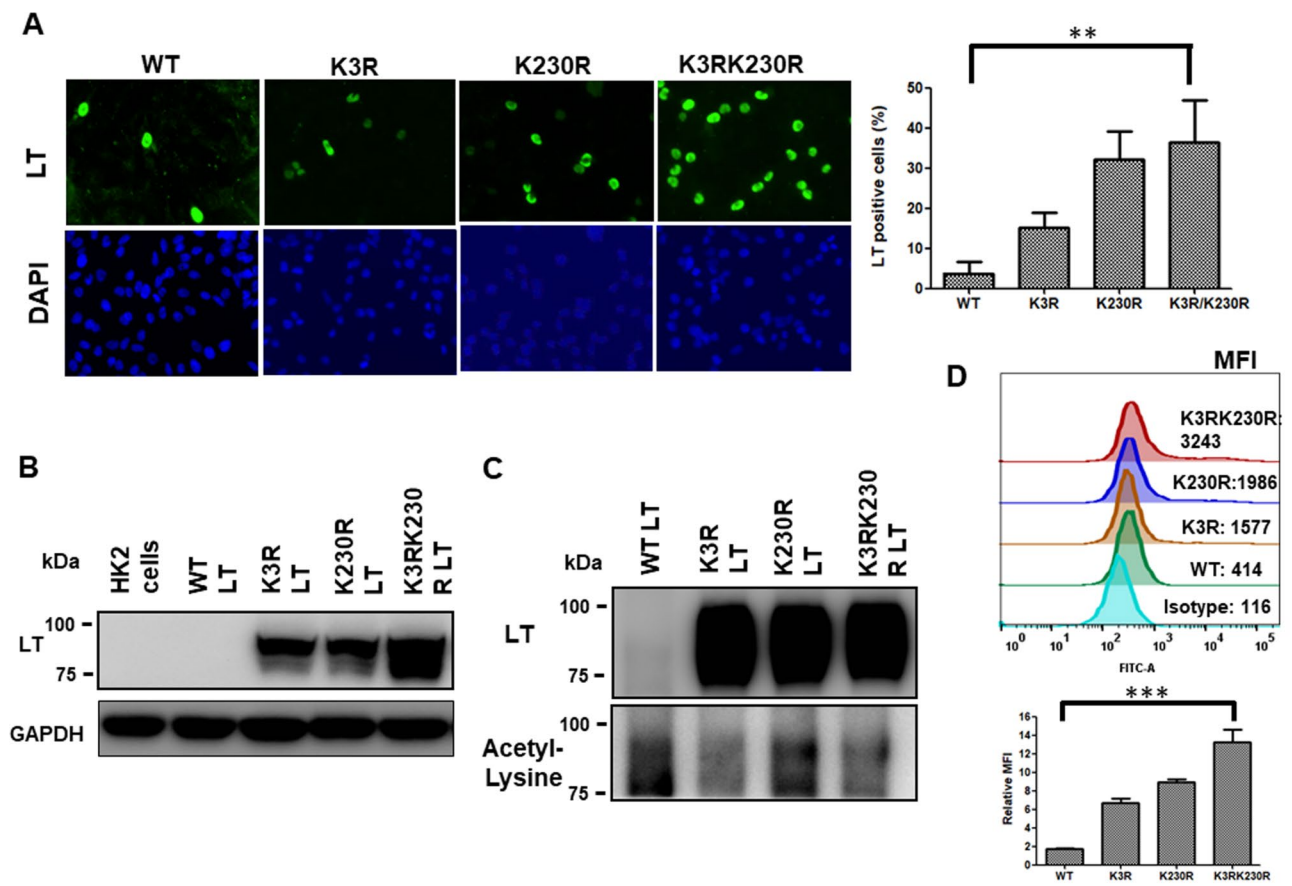 A
WT
K3R
K230R
K3RK230R
LT
DAPI
**
LT positive cells (%)
50
40
30
20
10
0
WT
K3R
K230R
K3R/K230R
B
kDa
HK2
cells
WT
LT
K3R
LT
K230R
LT
K3RK230
R LT
LT
100
75
GAPDH
C
kDa
WT LT
K3R
LT
K230R
LT
K3RK230
R LT
LT
100
75
Acetyl-
Lysine
100
75
D
MFI
K3RK230R:
3243
K230R:1986
K3R: 1577
WT: 414
Isotype: 116
10^0 10^1 10^2 10^3 10^4 10^5
FITC-A
***
Relative MFI
16
14
12
10
8
6
4
2
0
WT
K3R
K230R
K3RK230R